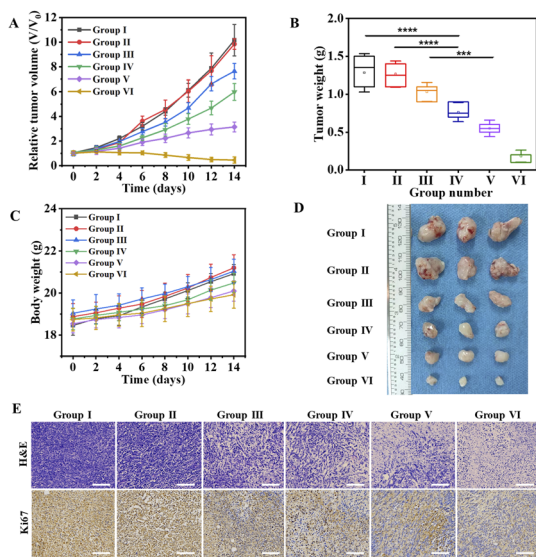 A
Relative tumor volume (V/V0)
12
10
8
6
4
2
0
Group I
Group II
Group III
Group IV
Group V
Group VI
0 2 4 6 8 10 12 14
Time (days)
B
Tumor weight (g)
2.0
1.5
1.0
0.5
0.0
****
****
***
I II III IV V VI
Group number
C
Body weight (g)
24
22
20
18
16
Group I
Group II
Group III
Group IV
Group V
Group VI
0 2 4 6 8 10 12 14
Time (days)
D
Group I
Group II
Group III
Group IV
Group V
Group VI
E
Group I Group II Group III Group IV Group V Group VI
H&E
Ki67